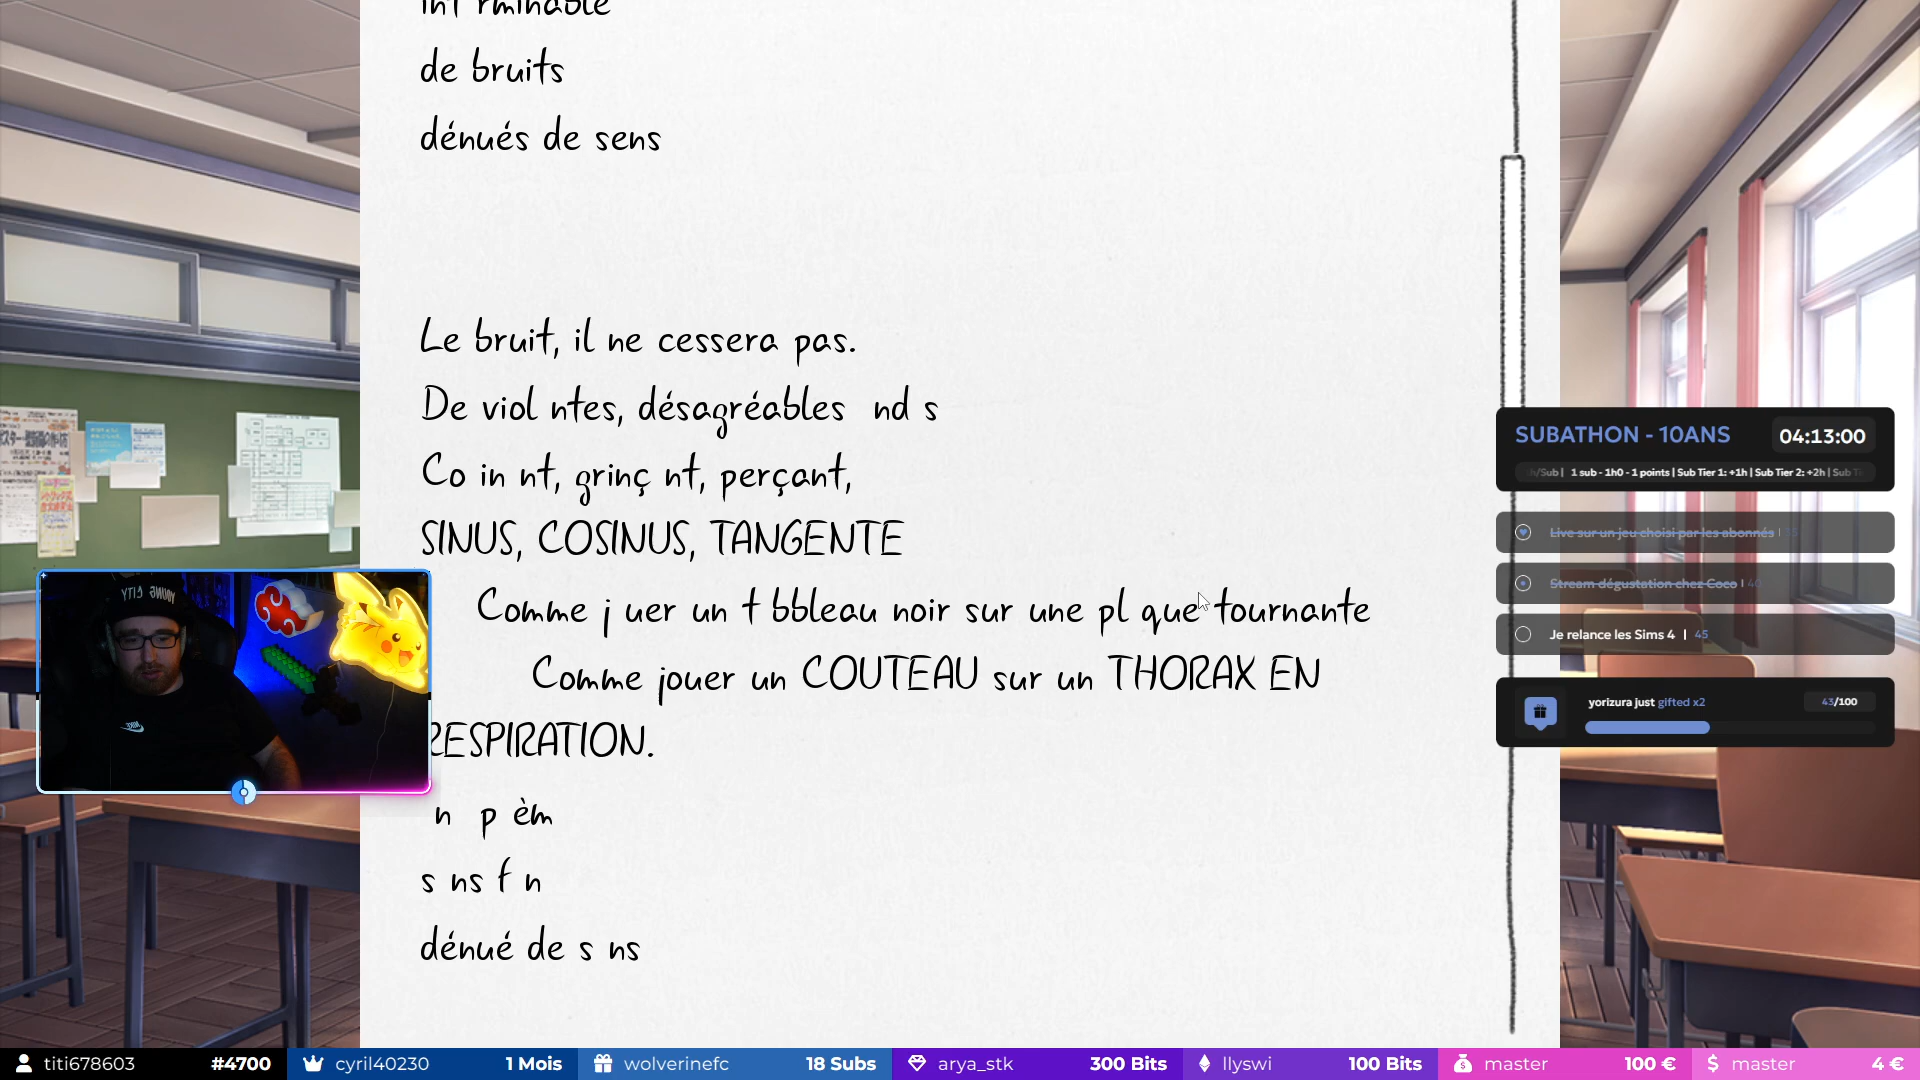 de bruits
dénués de sens
Le bruit, il ne cessera pas.
De viol ntes, désagréables  nd s
Co in nt, grinç nt, perçant,
SINUS, COSINUS, TANGENTE
Comme j uer un t bbleau noir sur une pl que tournante
Comme jouer un COUTEAU sur un THORAX EN
RESPIRATION.
n  p èm
s ns f n
dénué de s ns
SUBATHON - 10ANS
04:13:00
1 sub - 1h0 - 1 points | Sub Tier 1: +1h | Sub Tier 2: +2h |
Live sur un jeu choisi par les abonnés |
Stream dégustation chez Coco | 40
Je relance les Sims 4 | 45
yorizura just gifted x2
43/100
YOUNG CITY
titi678603 #4700
cyril40230 1 Mois
wolverinefc 18 Subs
arya_stk 300 Bits
llyswi 100 Bits
master 100 €
master 4 €